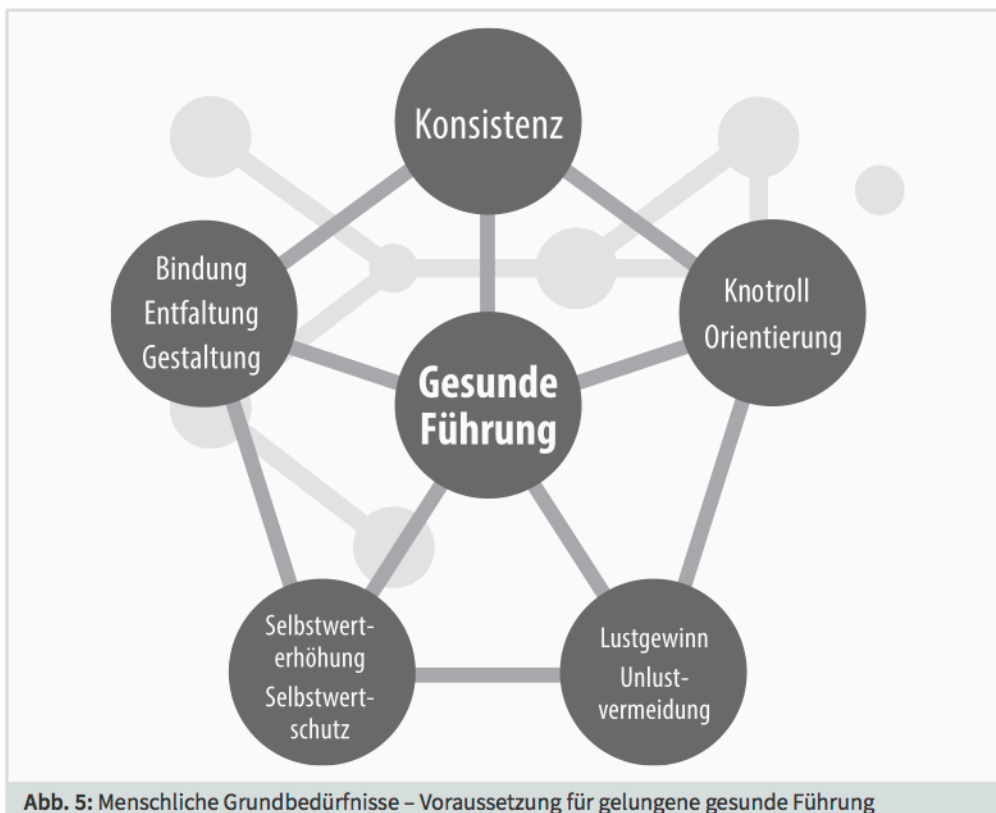 Konsistenz
Bindung
Entfaltung
Gestaltung
Knotroll
Orientierung
Gesunde
Führung
Selbstwert-
erhöhung
Selbstwert-
schutz
Lustgewinn
Unlust-
vermeidung
Abb. 5: Menschliche Grundbedürfnisse – Voraussetzung für gelungene gesunde Führung